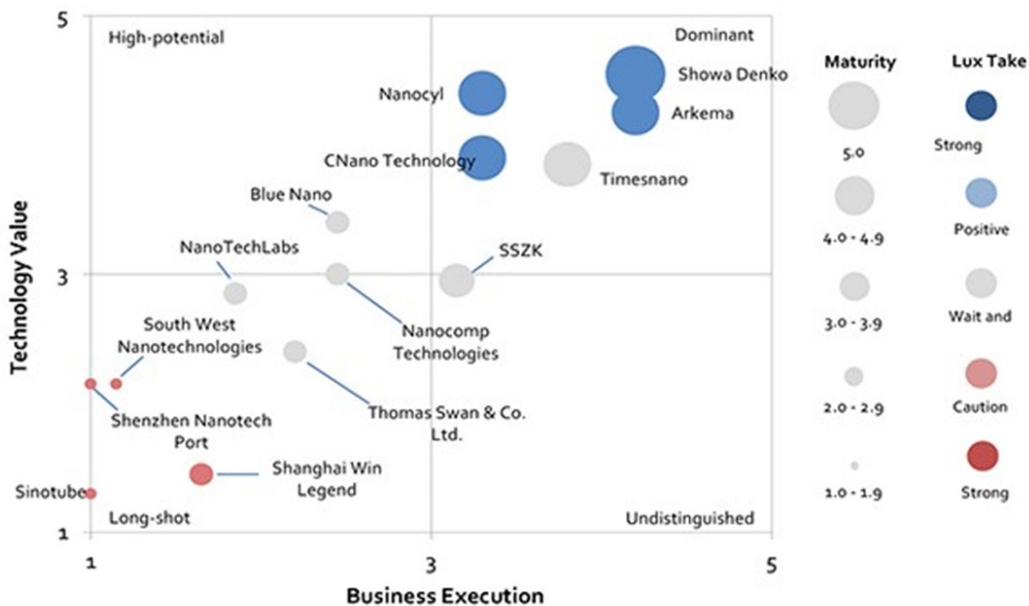 5
High-potential
Dominant
Maturity
Lux Take
Showa Denko
Nanocyl
Arkema
5.0
Strong
CNano Technology
Timesnano
Blue Nano
Positive
4.0 - 4.9
NanoTechLabs
SSZK
3
Technology Value
South West
Nanotechnologies
Nanocomp
Technologies
3.0 - 3.9
Wait and
Shenzhen Nanotech
Port
Thomas Swan & Co.
Ltd.
2.0 - 2.9
Caution
Shanghai Win
Legend
Sinotube
1.0 - 1.9
Strong
Long-shot
Undistinguished
1
1
3
5
Business Execution